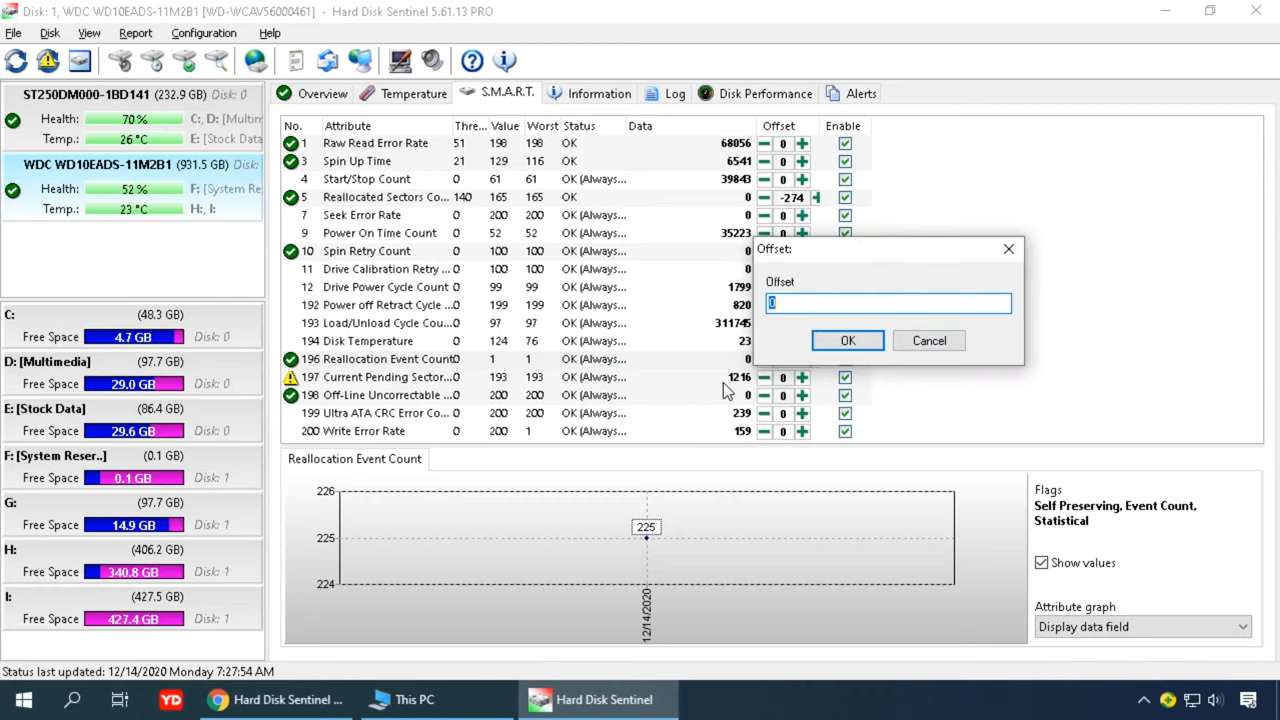 Disk: 1, WDC WD10EADS-11M2B1 [WD-WCAV56000461] - Hard Disk Sentinel 5.61.13 PRO
File Disk View Report Configuration Help
ST250DM000-1BD141 (232.9 GB) Disk: 0
Health: 70 % C:, D: [Multim
Temp.: 26 °C E: [Stock Data
WDC WD10EADS-11M2B1 (931.5 GB) Disk:
Health: 52 % F: [System Re
Temp.: 23 °C H:, I:
C: (48.3 GB)
Free Space 4.7 GB Disk: 0
D: [Multimedia] (97.7 GB)
Free Space 29.0 GB Disk: 0
E: [Stock Data] (86.4 GB)
Free Space 29.6 GB Disk: 0
F: [System Reser..] (0.1 GB)
Free Space 0.1 GB Disk: 1
G: (97.7 GB)
Free Space 14.9 GB Disk: 1
H: (406.2 GB)
Free Space 340.8 GB Disk: 1
I: (427.5 GB)
Free Space 427.4 GB Disk: 1
Overview Temperature S.M.A.R.T. Information Log Disk Performance Alerts
No. Attribute Thre... Value Worst Status Data Offset Enable
1 Raw Read Error Rate 51 198 198 OK 68056 0
3 Spin Up Time 21 129 116 OK 6541 0
4 Start/Stop Count 0 61 61 OK (Always... 39843 0
5 Reallocated Sectors Co... 140 165 165 OK 0 -274
7 Seek Error Rate 0 200 200 OK (Always... 0 0
9 Power On Time Count 0 52 52 OK (Always... 35223 0
10 Spin Retry Count 0 100 100 OK (Always... 0
11 Drive Calibration Retry ... 0 100 100 OK (Always... 0
12 Drive Power Cycle Count 0 99 99 OK (Always... 1799
192 Power off Retract Cycle ... 0 199 199 OK (Always... 820
193 Load/Unload Cycle Cou... 0 97 97 OK (Always... 311745
194 Disk Temperature 0 124 76 OK (Always... 23
196 Reallocation Event Count 0 1 1 OK (Always... 0
197 Current Pending Sector... 0 193 193 OK (Always... 1216 0
198 Off-Line Uncorrectable ... 0 200 200 OK (Always... 0 0
199 Ultra ATA CRC Error Co... 0 200 200 OK (Always... 239 0
200 Write Error Rate 0 200 1 OK (Always... 159 0
Offset:
Offset
0
OK Cancel
Reallocation Event Count
226
225
224
225
12/14/2020
Flags
Self Preserving, Event Count,
Statistical
Show values
Attribute graph
Display data field
Status last updated: 12/14/2020 Monday 7:27:54 AM
YD Hard Disk Sentinel ... This PC Hard Disk Sentinel